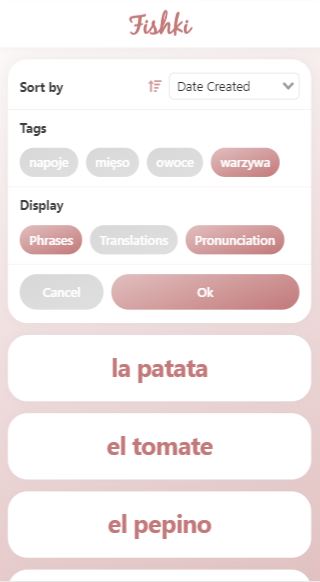 Fishki
Sort by
Date Created
Tags
napoje mięso owoce warzywa
Display
Phrases Translations Pronunciation
Cancel Ok
la patata
el tomate
el pepino